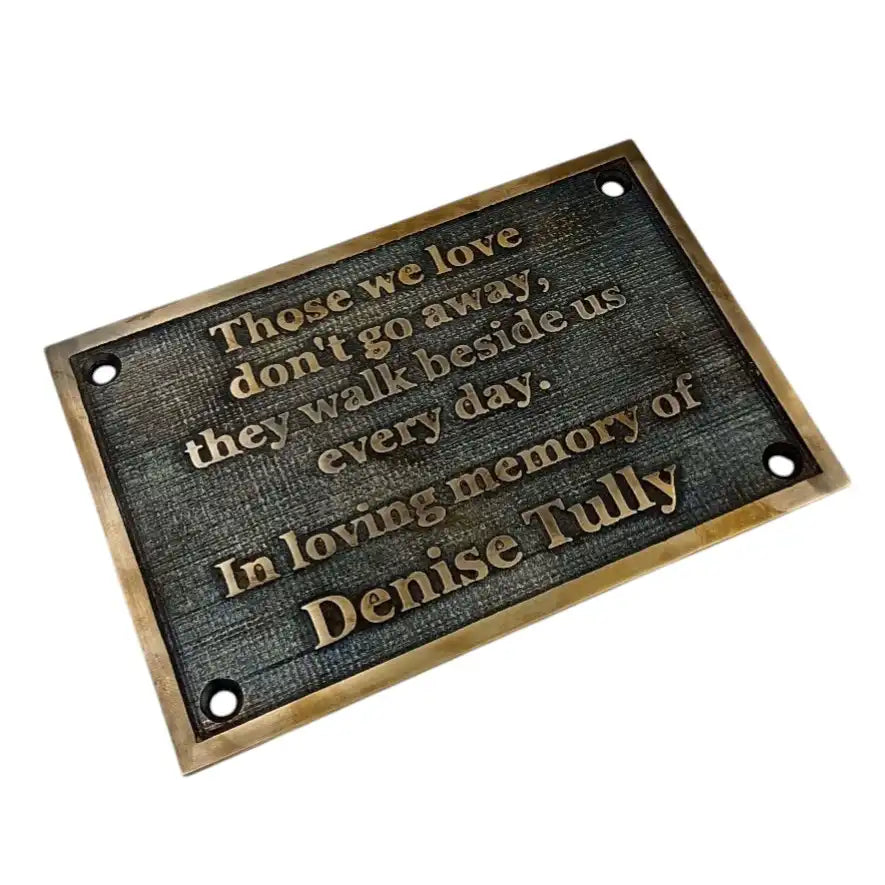 Those we love
don't go away,
they walk beside us
every day.
In loving memory of
Denise Tully